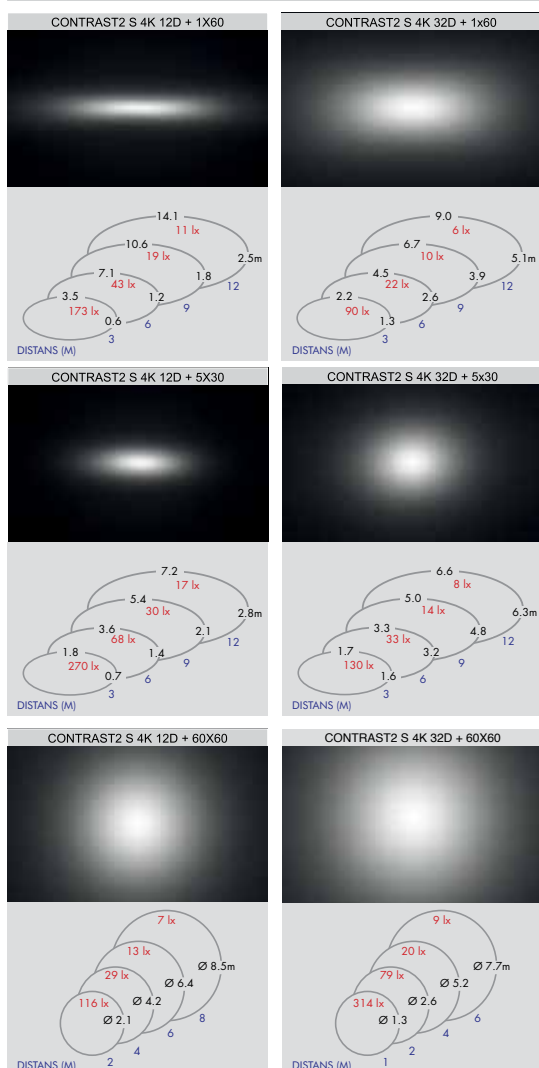 CONTRAST2 S 4K 12D + 1X60
14.1
11 lx
10.6
19 lx
2.5m
7.1
43 lx
1.8
12
3.5
173 lx
1.2
9
0.6
6
3
DISTANS (M)
CONTRAST2 S 4K 32D + 1x60
9.0
6 lx
6.7
10 lx
5.1m
4.5
22 lx
3.9
12
2.2
90 lx
2.6
9
1.3
6
3
DISTANS (M)
CONTRAST2 S 4K 12D + 5X30
7.2
17 lx
5.4
30 lx
2.8m
3.6
68 lx
2.1
12
1.8
270 lx
1.4
9
0.7
6
3
DISTANS (M)
CONTRAST2 S 4K 32D + 5x30
6.6
8 lx
5.0
14 lx
6.3m
3.3
33 lx
4.8
12
1.7
130 lx
3.2
9
1.6
6
3
DISTANS (M)
CONTRAST2 S 4K 12D + 60X60
7 lx
13 lx
Ø 8.5m
29 lx
Ø 6.4
116 lx
Ø 4.2
8
Ø 2.1
6
4
2
DISTANS (M)
CONTRAST2 S 4K 32D + 60X60
9 lx
20 lx
Ø 7.7m
79 lx
Ø 5.2
314 lx
Ø 2.6
6
Ø 1.3
4
2
1
DISTANS (M)